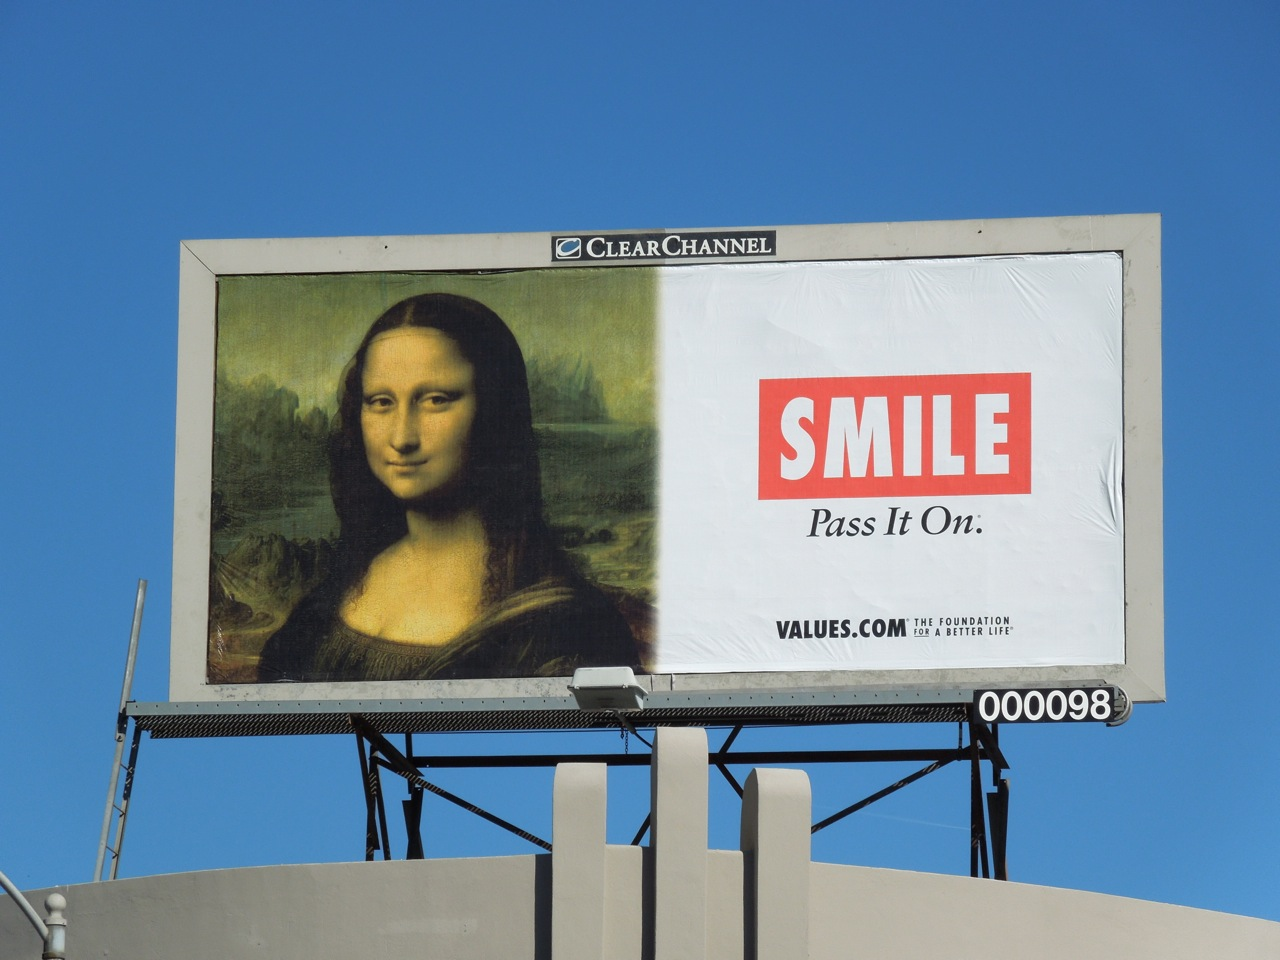 CLEARCHANNEL
SMILE
Pass It On.
VALUES.COM THE FOUNDATION
FOR A BETTER LIFE
000098